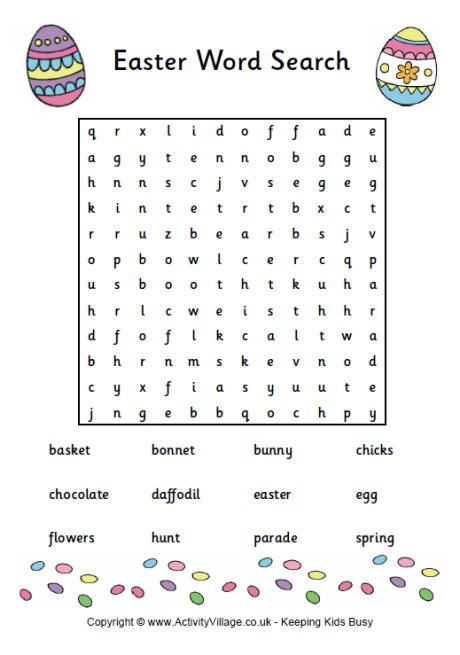 Easter Word Search
q r x l i d o f f a d e
a g y t e n n o b g g u
h n n s c j v s e g e g
k i n t e t r t b x c t
r r u z b e a r b s j v
o p b o w l c e r c q p
u s b o o t h t k u h a
h r l c w e i s t h h r
d f o f l k c a l t w a
b h r n m s k e v n o d
c y x f i a s y u u t e
j n g e b b q o c h p y
basket bonnet bunny chicks
chocolate daffodil easter egg
flowers hunt parade spring
Copyright © www.ActivityVillage.co.uk - Keeping Kids Busy